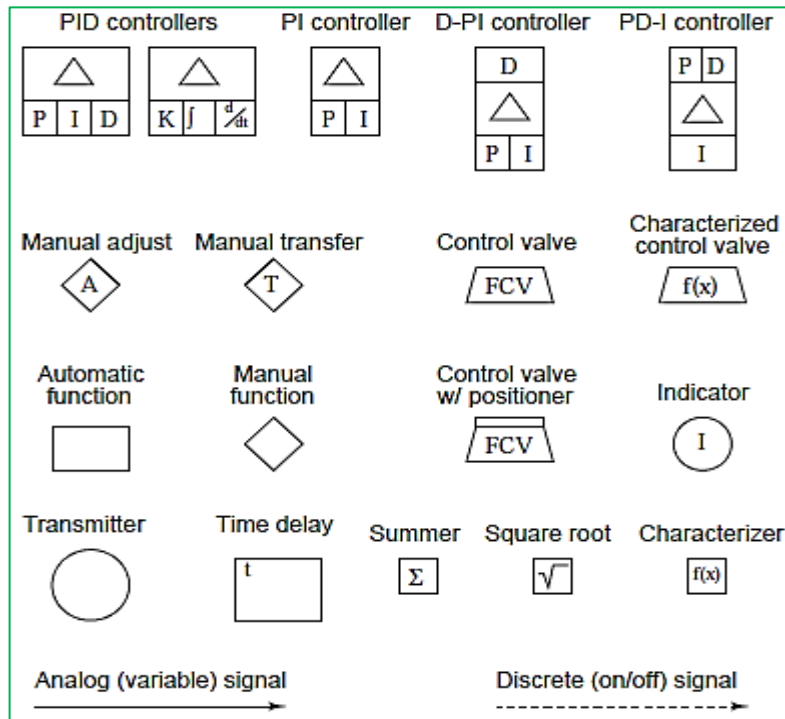 PID controllers PI controller D-PI controller PD-I controller
D P D
P I D K ∫ d/dt P I P I I
Manual adjust Manual transfer Control valve Characterized
control valve
A T FCV f(x)
Automatic
function
Manual
function
Control valve
w/ positioner
Indicator
FCV I
Transmitter Time delay Summer Square root Characterizer
t Σ √ f(x)
Analog (variable) signal Discrete (on/off) signal